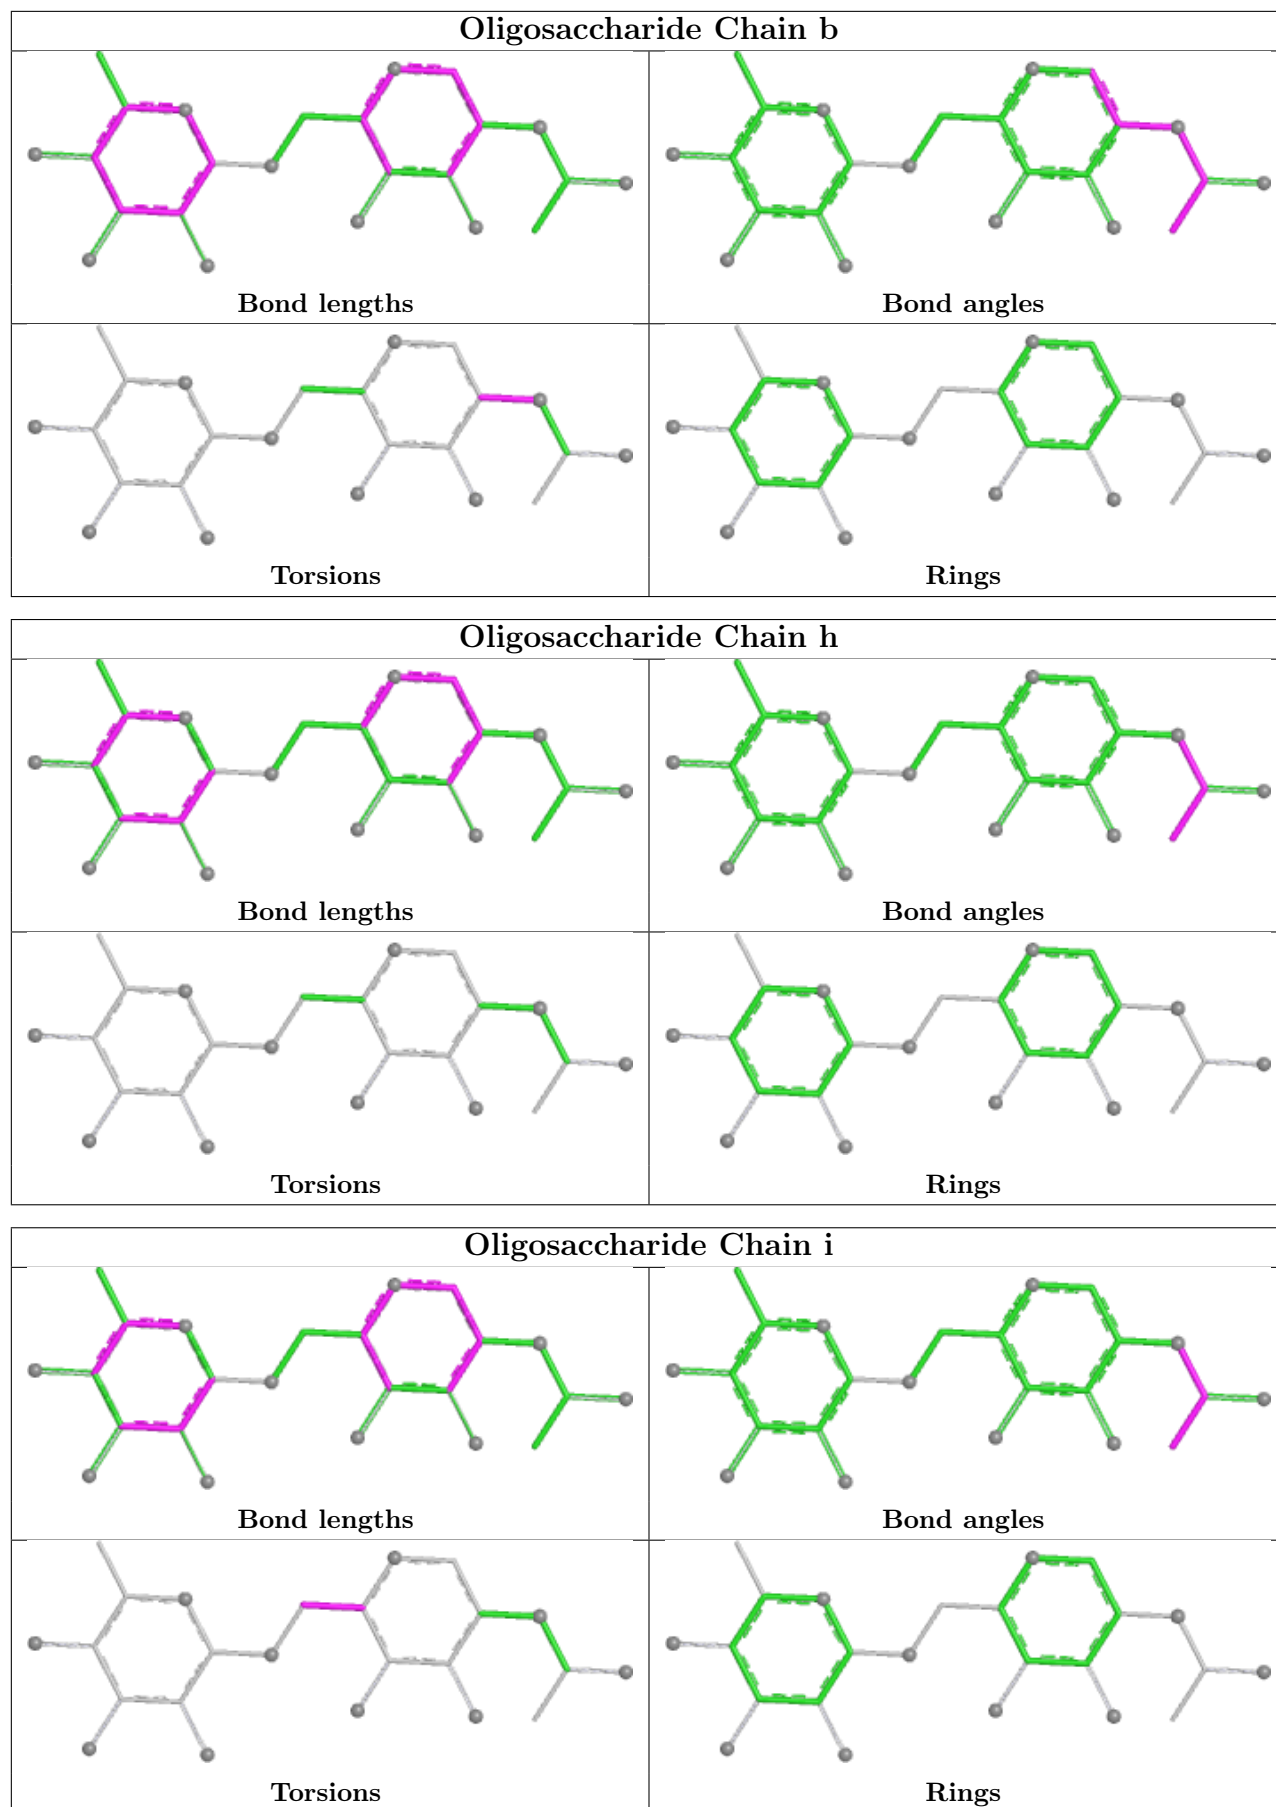 Oligosaccharide Chain b
Bond lengths
Bond angles
Torsions
Rings
Oligosaccharide Chain h
Bond lengths
Bond angles
Torsions
Rings
Oligosaccharide Chain i
Bond lengths
Bond angles
Torsions
Rings